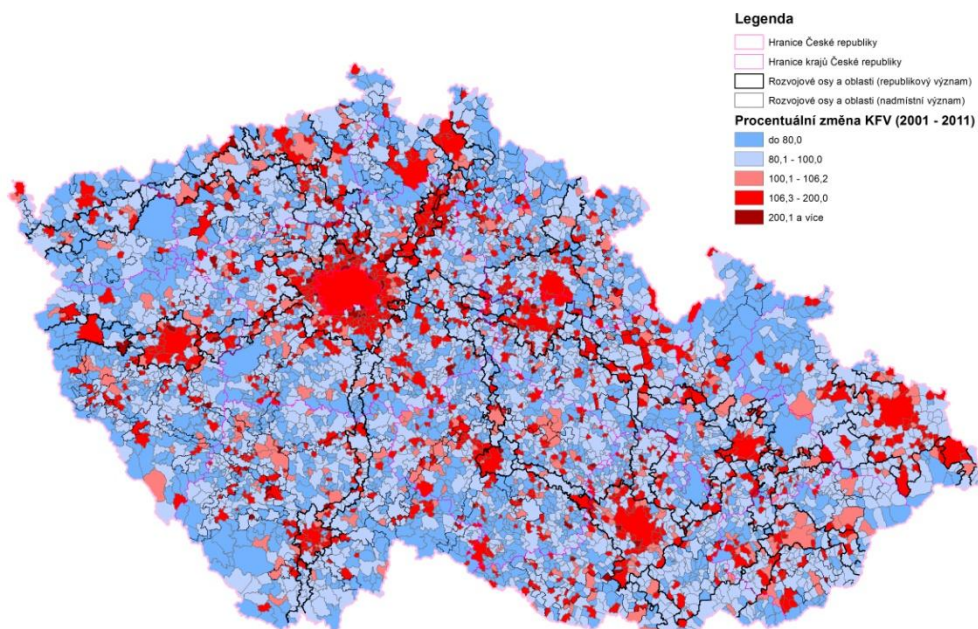 Legenda
Hranice České republiky
Hranice krajů České republiky
Rozvojové osy a oblasti (republikový význam)
Rozvojové osy a oblasti (nadmístní význam)
Procentuální změna KFV (2001 - 2011)
do 80,0
80,1 - 100,0
100,1 - 106,2
106,3 - 200,0
200,1 a více